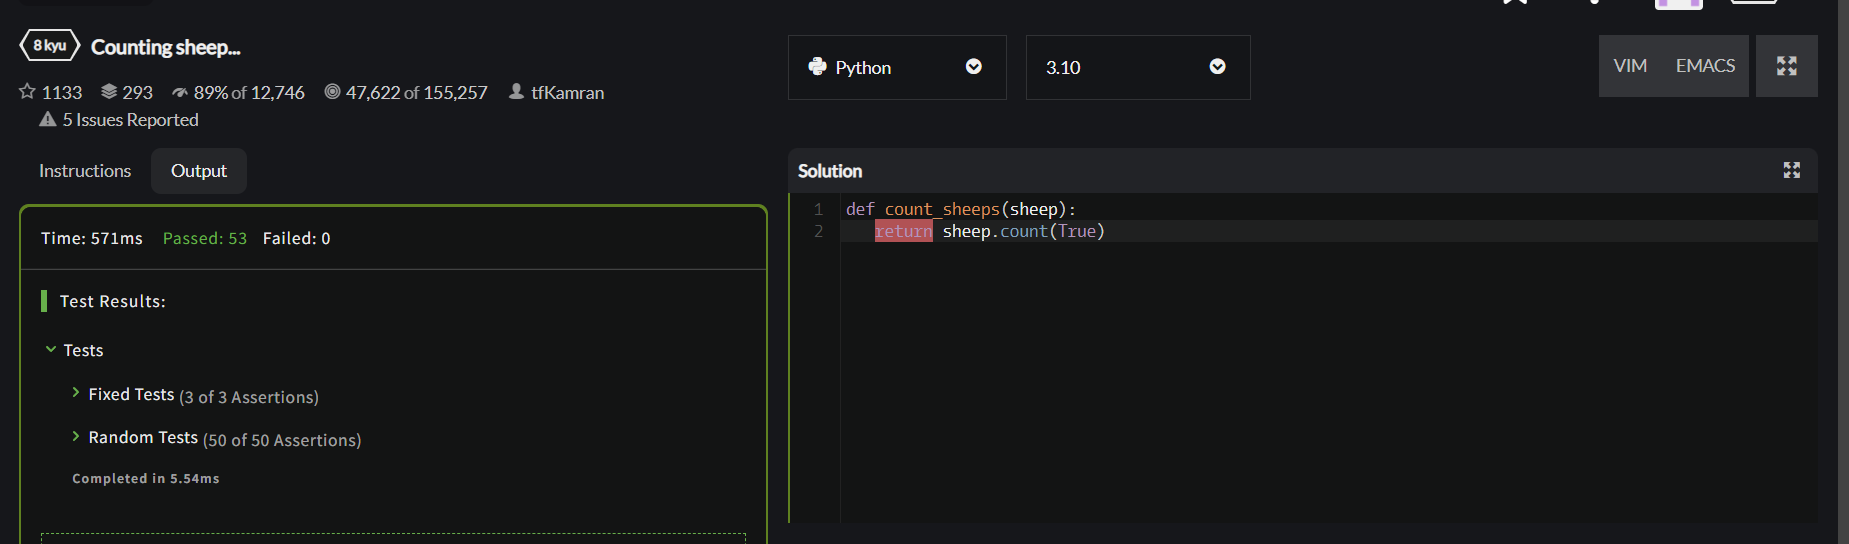 8 kyu Counting sheep...
1133 293 89% of 12,746 47,622 of 155,257 tfKamran
5 Issues Reported
Instructions Output
Time: 571ms Passed: 53 Failed: 0
Test Results:
Tests
Fixed Tests (3 of 3 Assertions)
Random Tests (50 of 50 Assertions)
Completed in 5.54ms
Python 3.10 VIM EMACS
Solution
1 def count_sheeps(sheep):
2 return sheep.count(True)